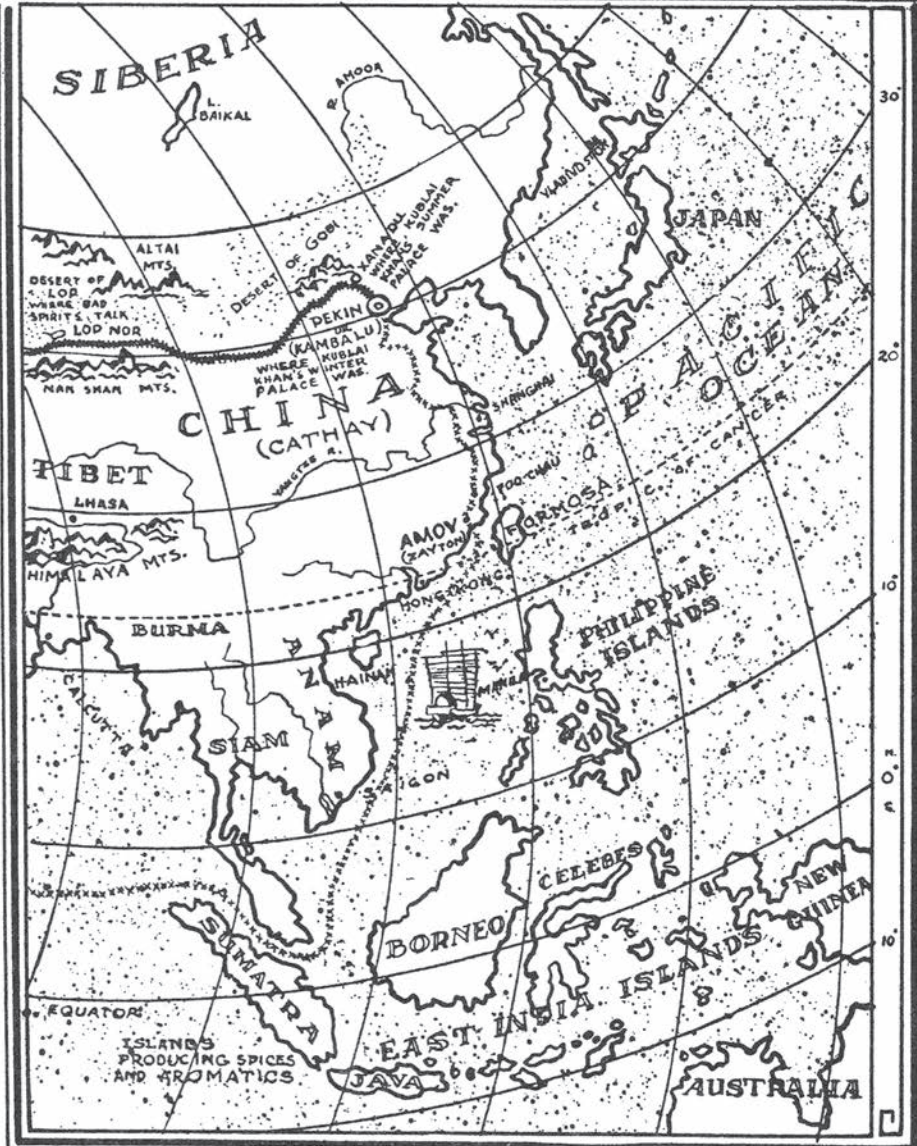 SIBERIA
L.
BAIKAL
R. AMOOR
30°
VLADIVOSTOK
JAPAN
ALTAI
MTS.
DESERT OF GOBI
XANADU
WHERE KUBLAI
KHAN'S SUMMER
PALACE WAS.
DESERT OF
LOP
WHERE BAD
SPIRITS TALK
LOP NOR
PEKIN
OR
(KAMBALU)
WHERE KUBLAI
KHAN'S WINTER
PALACE WAS.
NAN SHAN MTS.
PACIFIC
OCEAN
20°
CHINA
(CATHAY)
SHANGHAI
YANGTZE R.
TROPIC OF CANCER
TIBET
LHASA
FOO-CHAU
FORMOSA
AMOY
(ZAYTON)
HIMALAYA MTS.
HONGKONG
10°
BURMA
PHILIPPINE
ISLANDS
CALCUTTA
HAINAN
MANILA
ANAM
SIAM
SAIGON
N.
0°
S.
CELEBES
NEW
GUINEA
BORNEO
SUMATRA
10°
EQUATOR
EAST INDIA ISLANDS
ISLANDS
PRODUCING SPICES
AND AROMATICS
JAVA
AUSTRALIA